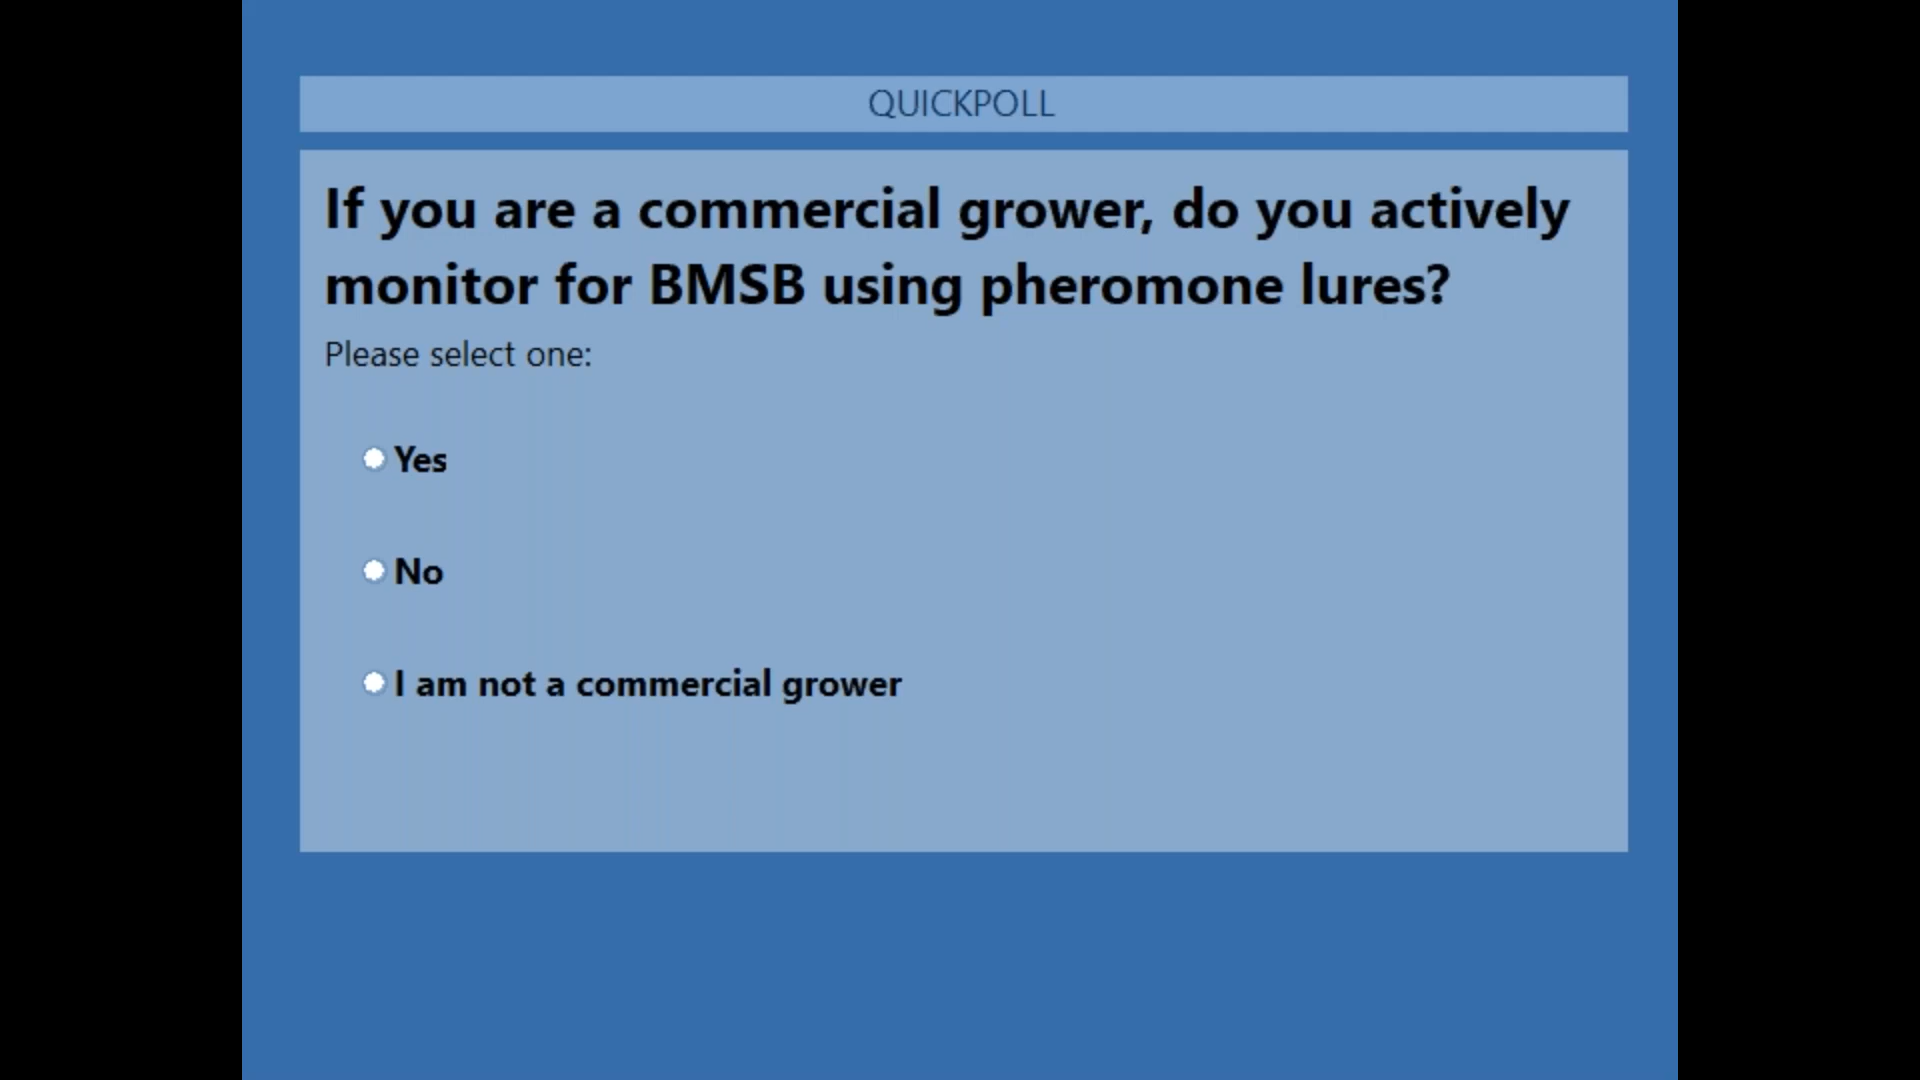 QUICKPOLL
If you are a commercial grower, do you actively
monitor for BMSB using pheromone lures?
Please select one:
Yes
No
I am not a commercial grower